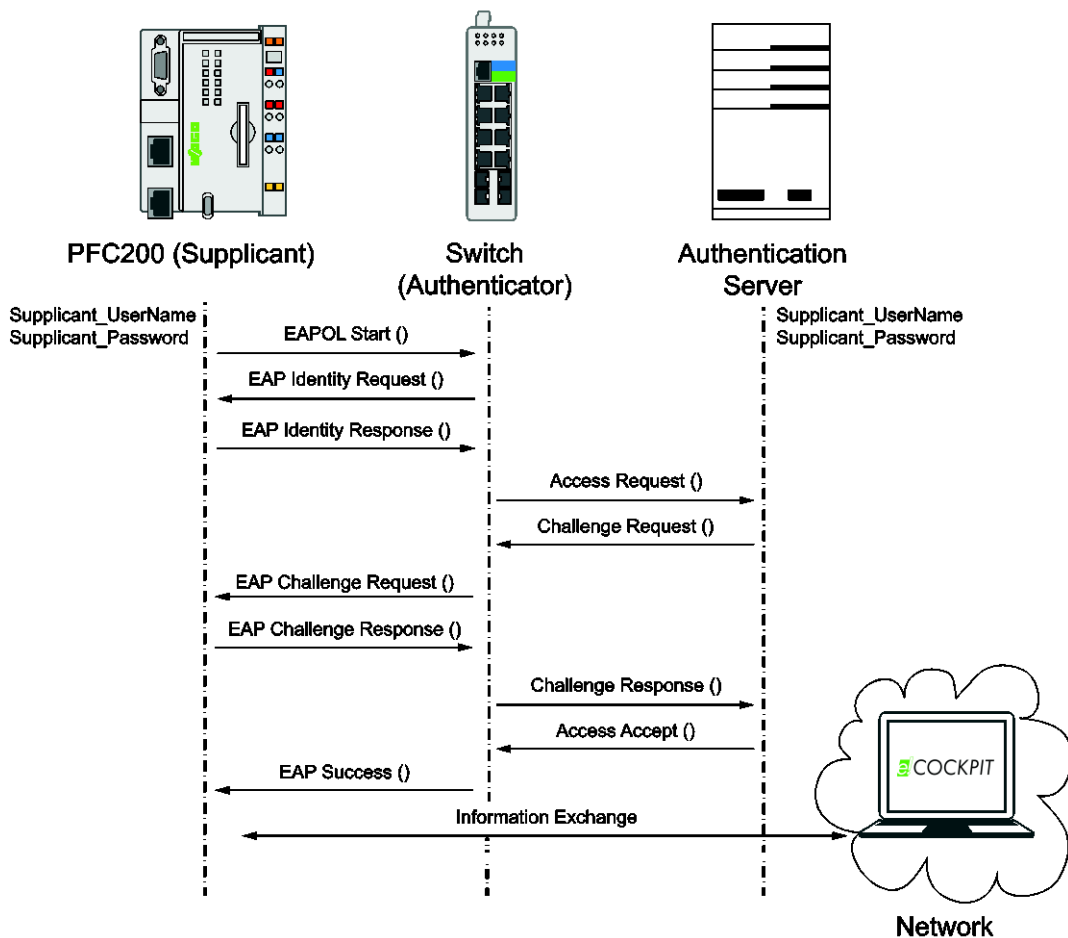 WAGO
PFC200 (Supplicant)
Switch
(Authenticator)
Authentication
Server
Supplicant_UserName
Supplicant_Password
Supplicant_UserName
Supplicant_Password
EAPOL Start ()
EAP Identity Request ()
EAP Identity Response ()
Access Request ()
Challenge Request ()
EAP Challenge Request ()
EAP Challenge Response ()
Challenge Response ()
Access Accept ()
EAP Success ()
Information Exchange
e!COCKPIT
Network